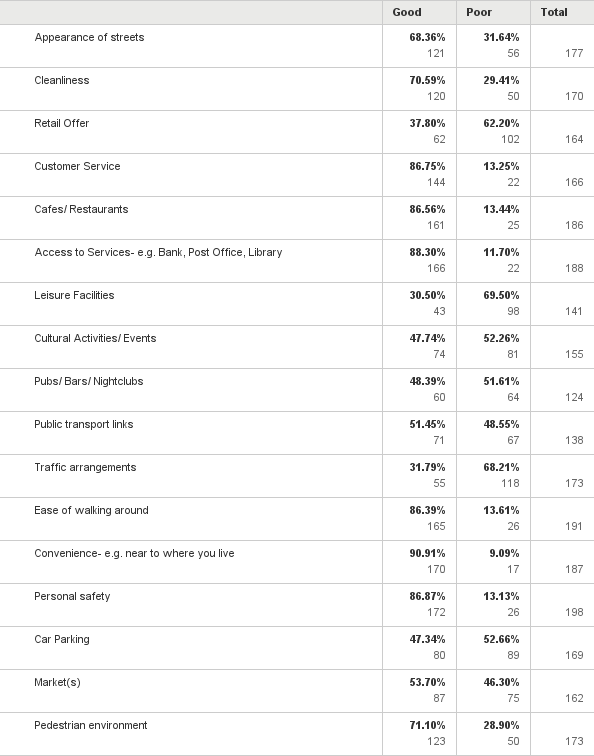 Good Poor Total
Appearance of streets 68.36% 31.64%
121 56 177
Cleanliness 70.59% 29.41%
120 50 170
Retail Offer 37.80% 62.20%
62 102 164
Customer Service 86.75% 13.25%
144 22 166
Cafes/ Restaurants 86.56% 13.44%
161 25 186
Access to Services- e.g. Bank, Post Office, Library 88.30% 11.70%
166 22 188
Leisure Facilities 30.50% 69.50%
43 98 141
Cultural Activities/ Events 47.74% 52.26%
74 81 155
Pubs/ Bars/ Nightclubs 48.39% 51.61%
60 64 124
Public transport links 51.45% 48.55%
71 67 138
Traffic arrangements 31.79% 68.21%
55 118 173
Ease of walking around 86.39% 13.61%
165 26 191
Convenience- e.g. near to where you live 90.91% 9.09%
170 17 187
Personal safety 86.87% 13.13%
172 26 198
Car Parking 47.34% 52.66%
80 89 169
Market(s) 53.70% 46.30%
87 75 162
Pedestrian environment 71.10% 28.90%
123 50 173